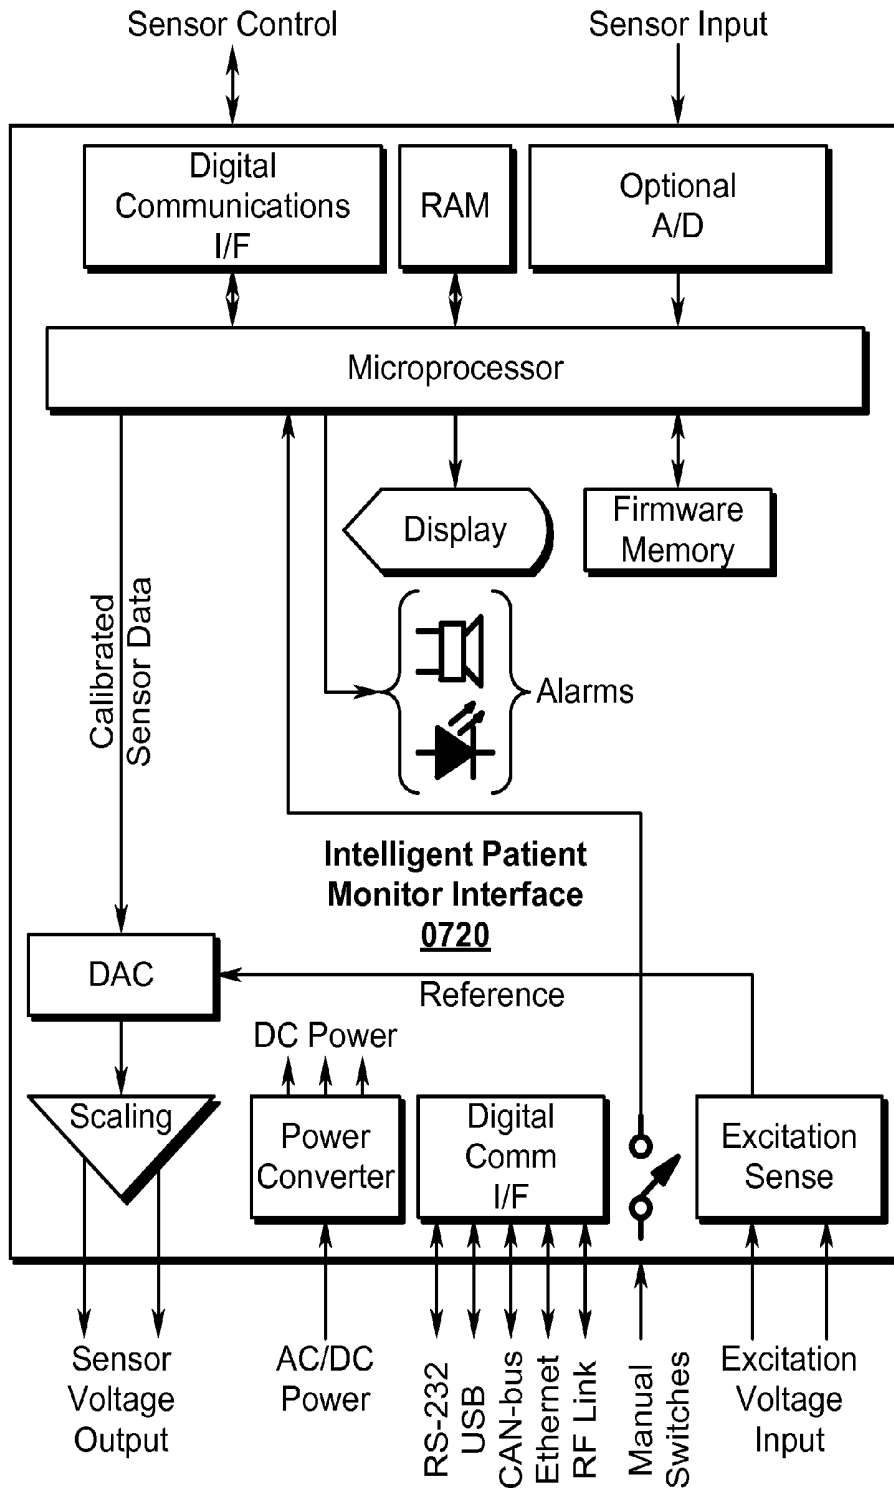 Sensor Control
Sensor Input
Digital
Communications
I/F
RAM
Optional
A/D
Microprocessor
Display
Firmware
Memory
Calibrated
Sensor Data
Alarms
Intelligent Patient
Monitor Interface
0720
DAC
Reference
DC Power
Scaling
Power
Converter
Digital
Comm
I/F
Excitation
Sense
Sensor
Voltage
Output
AC/DC
Power
RS-232
USB
CAN-bus
Ethernet
RF Link
Manual
Switches
Excitation
Voltage
Input